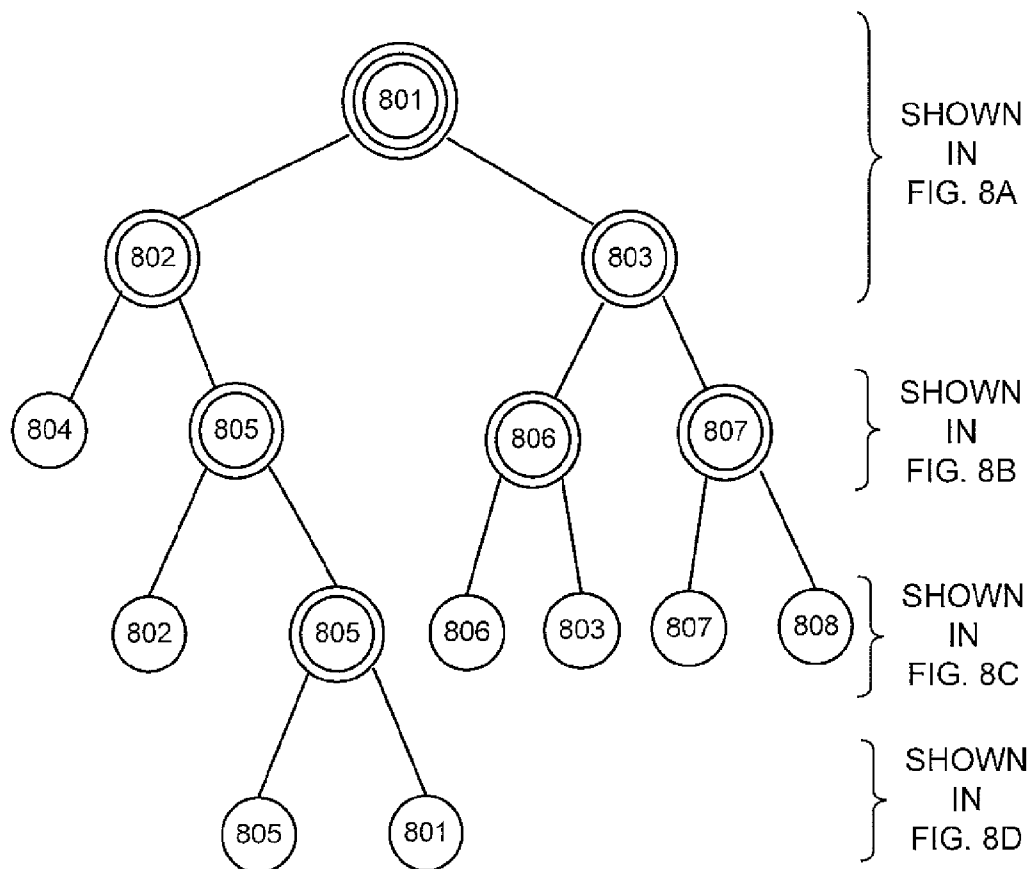 801
SHOWN
IN
FIG. 8A
802
803
804
805
806
807
SHOWN
IN
FIG. 8B
802
805
806
803
807
808
SHOWN
IN
FIG. 8C
805
801
SHOWN
IN
FIG. 8D